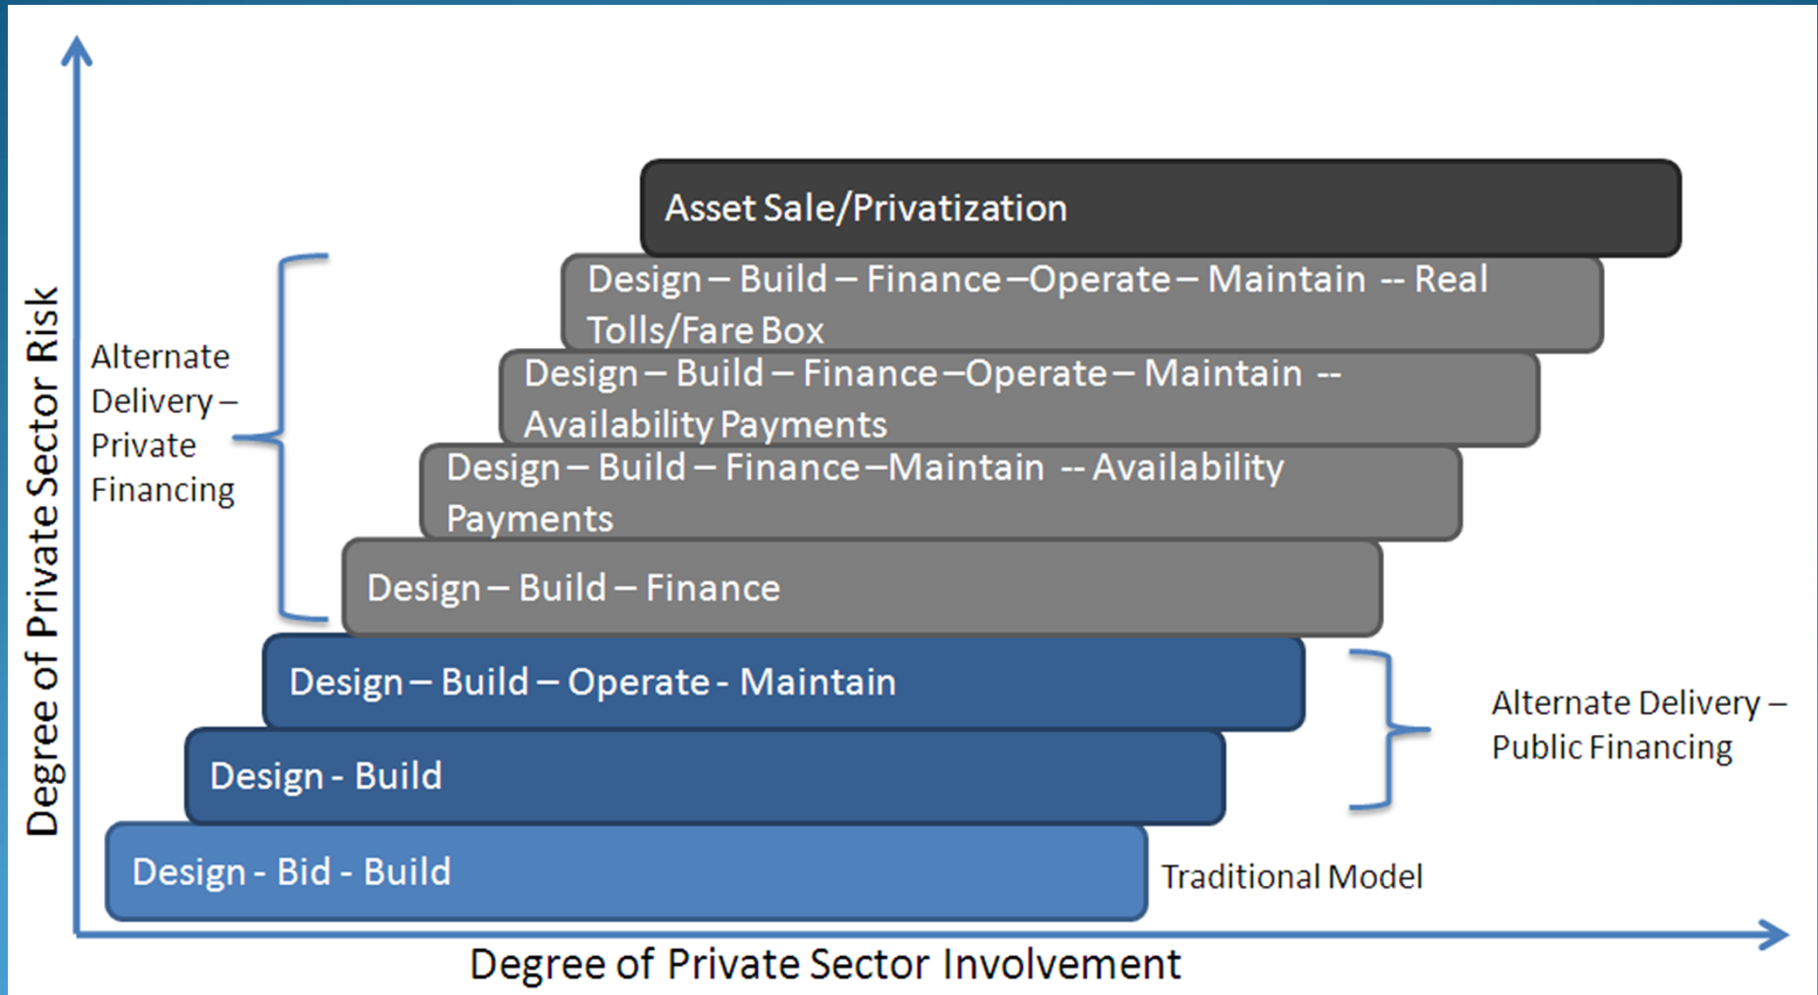 Degree of Private Sector Risk
Asset Sale/Privatization
Design – Build – Finance –Operate – Maintain -- Real
Tolls/Fare Box
Design – Build – Finance –Operate – Maintain --
Availability Payments
Design – Build – Finance –Maintain -- Availability
Payments
Design – Build – Finance
Alternate
Delivery –
Private
Financing
Design – Build – Operate - Maintain
Design - Build
Alternate Delivery –
Public Financing
Design - Bid - Build
Traditional Model
Degree of Private Sector Involvement